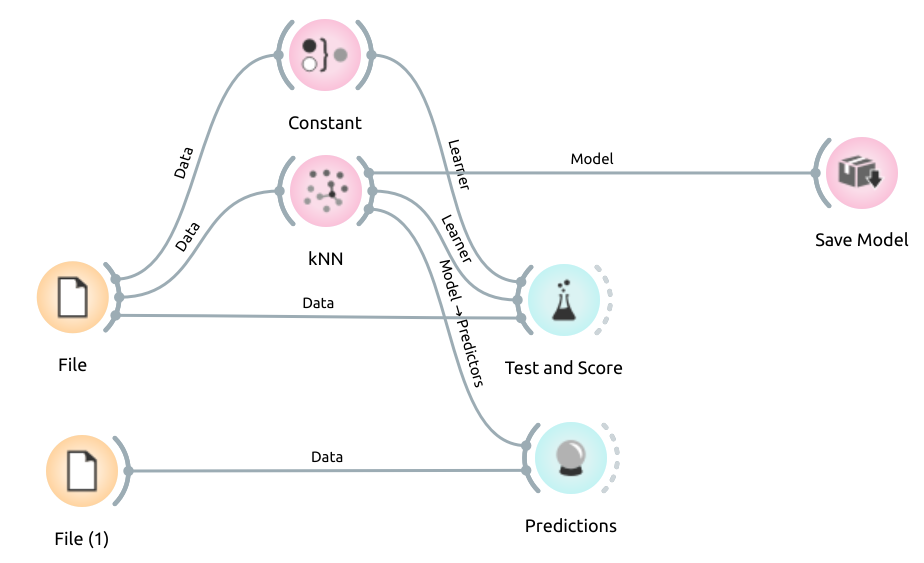 Constant
Data
Learner
Model
Save Model
Data
kNN
Learner
Data
Model → Predictors
File
Test and Score
Data
File (1)
Predictions